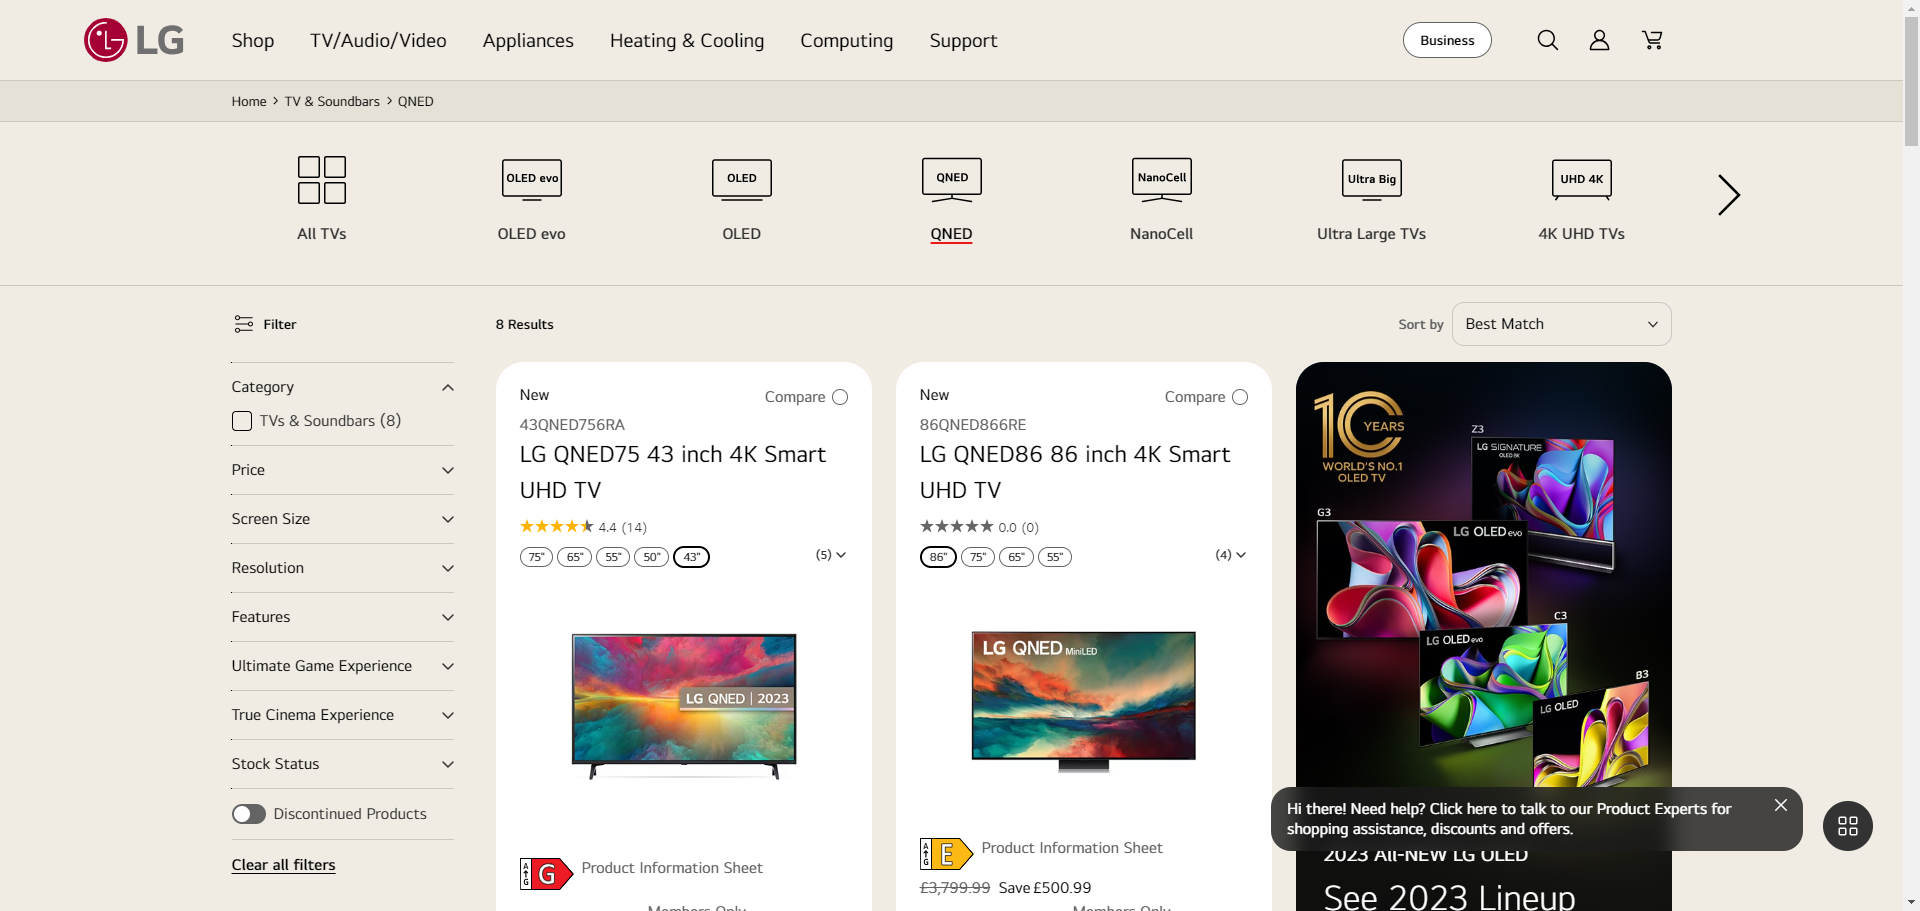 LG
Shop
TV/Audio/Video
Appliances
Heating & Cooling
Computing
Support
Business
Home > TV & Soundbars > QNED
OLED evo
OLED
QNED
NanoCell
Ultra Big
UHD 4K
All TVs
OLED evo
OLED
QNED
NanoCell
Ultra Large TVs
4K UHD TVs
Filter
8 Results
Sort by
Best Match
Category
TVs & Soundbars (8)
Price
Screen Size
Resolution
Features
Ultimate Game Experience
True Cinema Experience
Stock Status
Discontinued Products
Clear all filters
New
Compare
43QNED756RA
LG QNED75 43 inch 4K Smart
UHD TV
4.4 (14)
75"
65"
55"
50"
43"
(5)
LG QNED | 2023
A
G
G
Product Information Sheet
Members Only
New
Compare
86QNED866RE
LG QNED86 86 inch 4K Smart
UHD TV
0.0 (0)
86"
75"
65"
55"
(4)
LG QNED MiniLED
A
G
E
Product Information Sheet
£3,799.99 Save £500.99
Members Only
10
YEARS
WORLD'S NO.1
OLED TV
Z3
LG SIGNATURE
OLED 8K
G3
LG OLED evo
C3
LG OLED evo
B3
LG OLED
Hi there! Need help? Click here to talk to our Product Experts for
shopping assistance, discounts and offers.
2023 All-NEW LG OLED
See 2023 Lineup